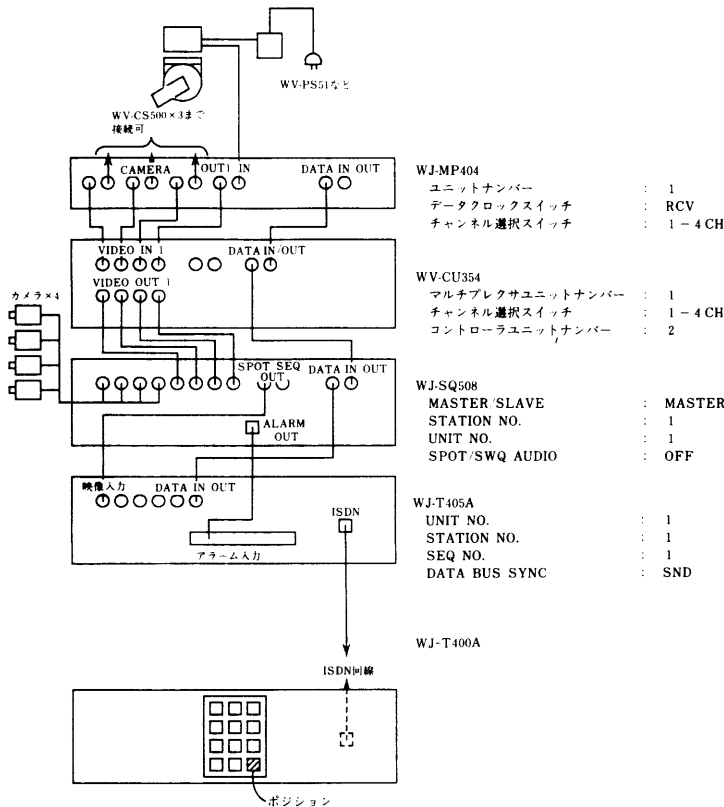 WV-PS51など
WV-CS500×3まで
接続可
CAMERA OUT1 IN DATA IN OUT
WJ-MP404
ユニットナンバー : 1
データクロックスイッチ : RCV
チャンネル選択スイッチ : 1－4 CH
VIDEO IN 1 DATA IN/OUT
VIDEO OUT 1
WV-CU354
マルチプレクサユニットナンバー : 1
チャンネル選択スイッチ : 1－4 CH
コントローラユニットナンバー : 2
カメラ×4
SPOT SEQ DATA IN OUT
OUT
ALARM
OUT
WJ-SQ508
MASTER/SLAVE : MASTER
STATION NO. : 1
UNIT NO. : 1
SPOT/SWQ AUDIO : OFF
映像入力 DATA IN OUT
ISDN
アラーム入力
WJ-T405A
UNIT NO. : 1
STATION NO. : 1
SEQ NO. : 1
DATA BUS SYNC : SND
WJ-T400A
ISDN回線
ポジション